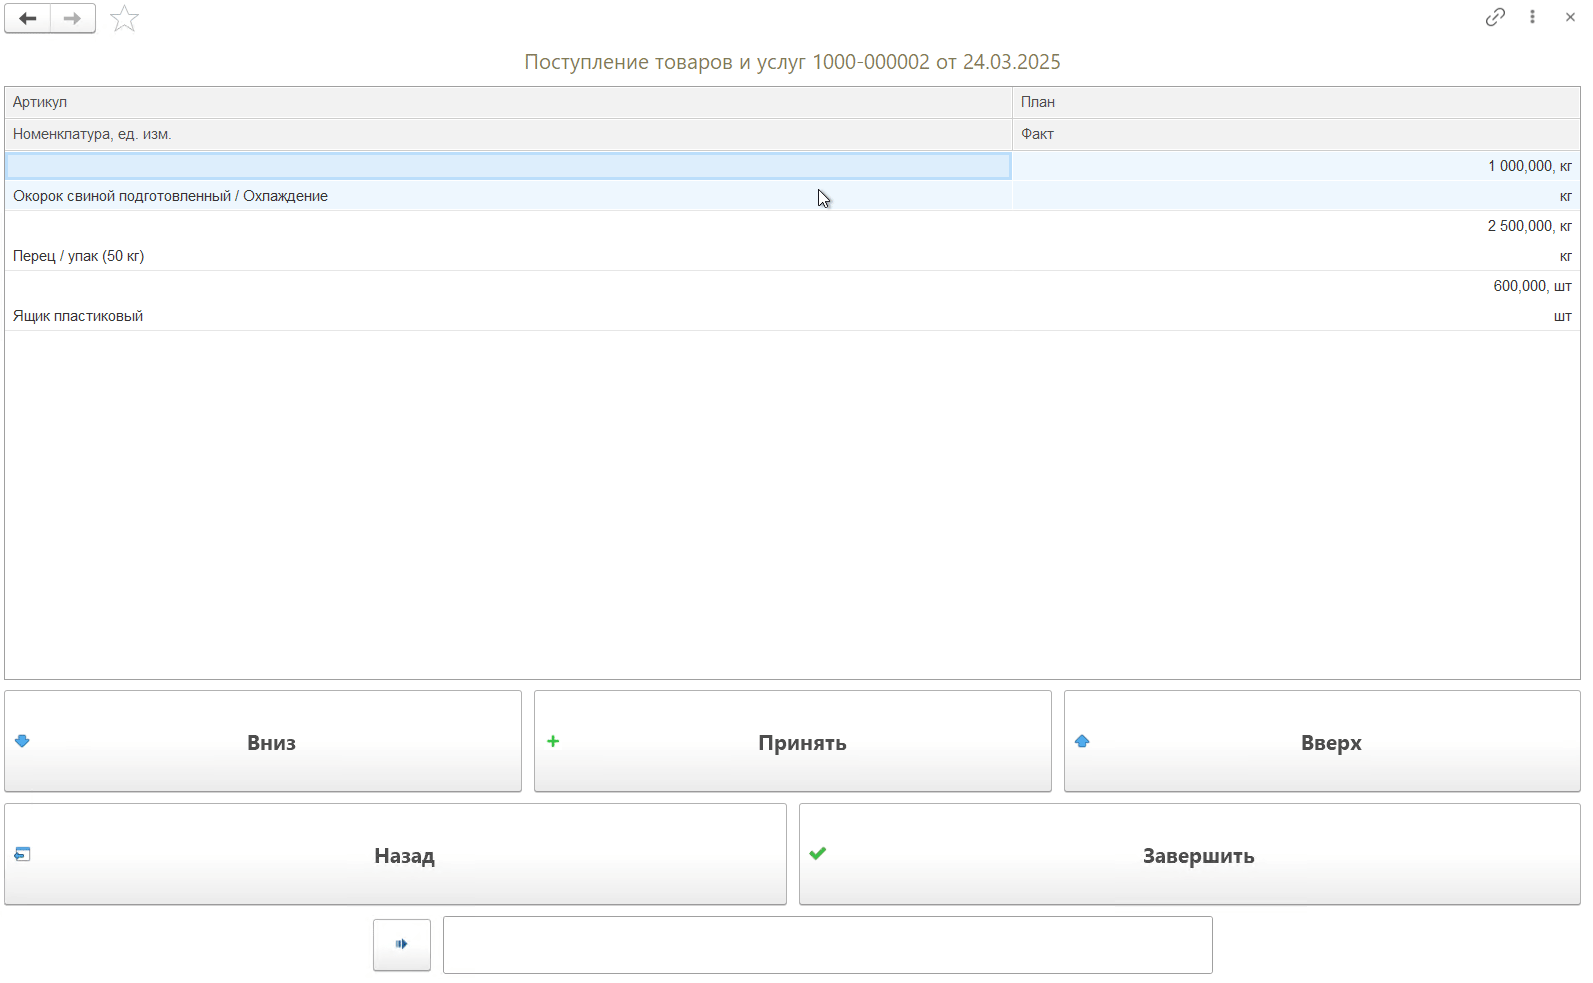 Поступление товаров и услуг 1000-000002 от 24.03.2025
Артикул План
Номенклатура, ед. изм. Факт
1 000,000, кг
Окорок свиной подготовленный / Охлаждение кг
2 500,000, кг
Перец / упак (50 кг) кг
600,000, шт
Ящик пластиковый шт
Вниз Принять Вверх
Назад Завершить